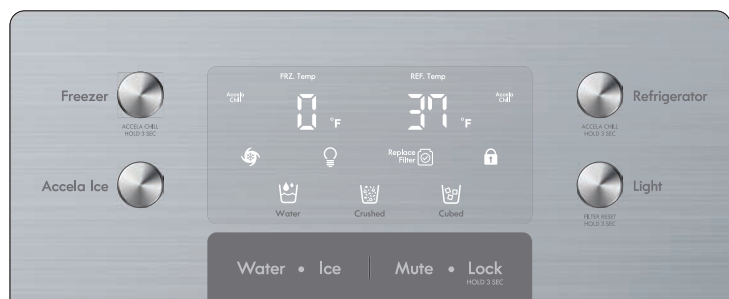 FRZ. Temp REF. Temp
Freezer Accela Chill 0 °F 37 °F Accela Chill Refrigerator
ACCELA CHILL
HOLD 3 SEC
ACCELA CHILL
HOLD 3 SEC
Replace
Filter
Accela Ice Light
Water Crushed Cubed
FILTER RESET
HOLD 3 SEC
Water • Ice | Mute • Lock
HOLD 3 SEC